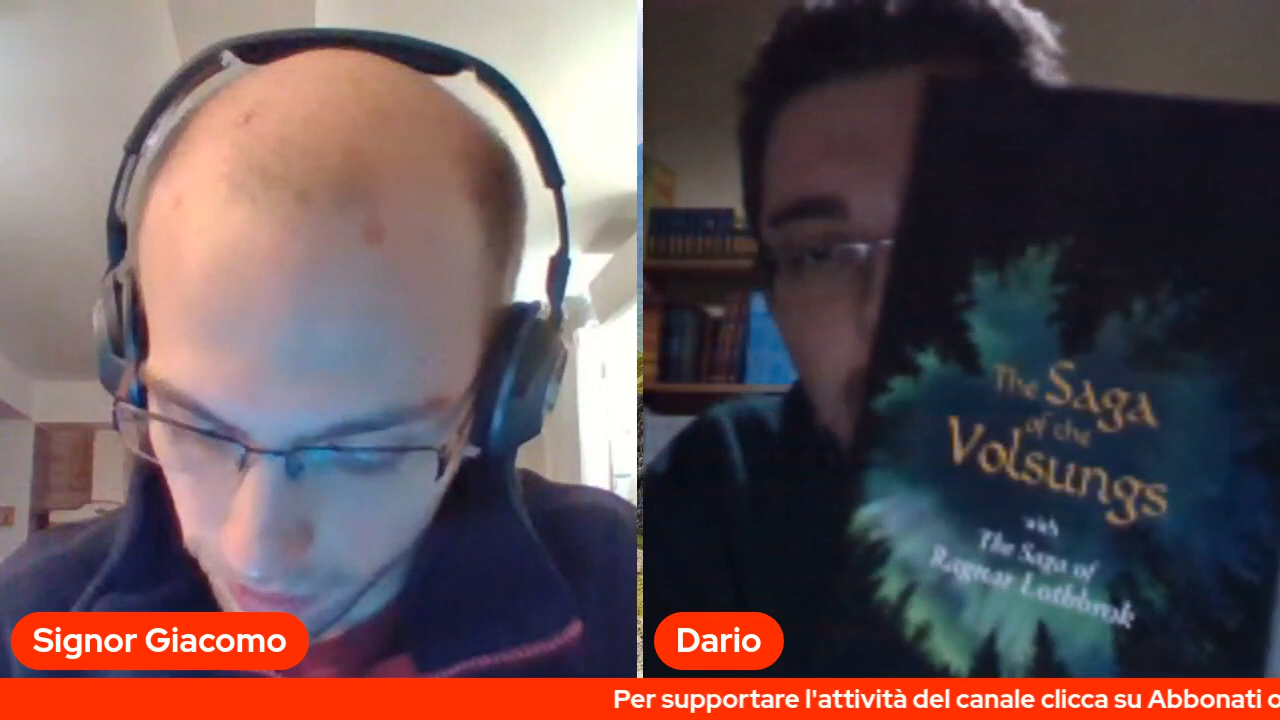 The Saga
of the
Volsungs
with
The Saga of
Ragnar Lothbrok
Signor Giacomo
Dario
Per supportare l'attività del canale clicca su Abbonati o